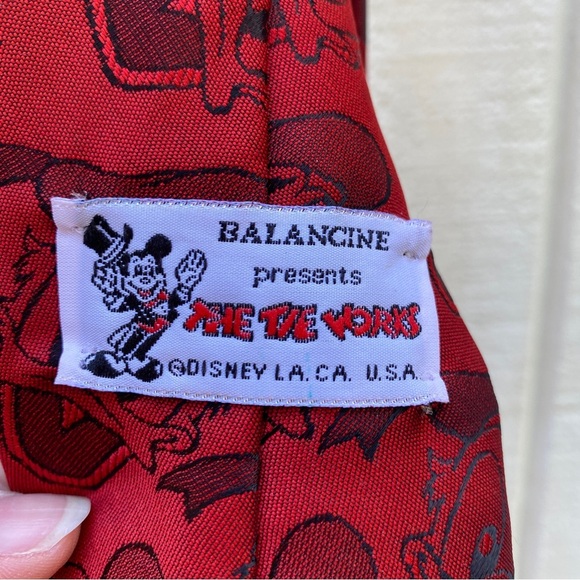 BALANCINE
presents
THE TIE WORKS
©DISNEY L.A. CA. U.S.A.